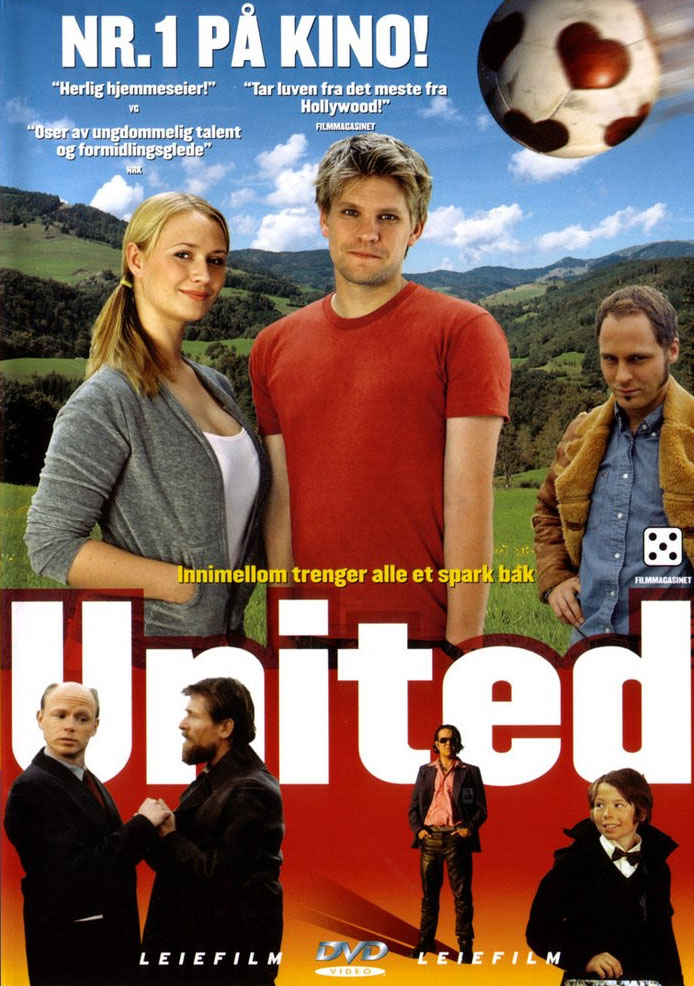 NR.1 PÅ KINO!
"Herlig hjemmeseier!"
VG
"Tar luven fra det meste fra
Hollywood!"
FILMMAGASINET
"Oser av ungdommelig talent
og formidlingsglede"
NRK
Innimellom trenger alle et spark bak
FILMMAGASINET
United
LEIEFILM DVD LEIEFILM
VIDEO